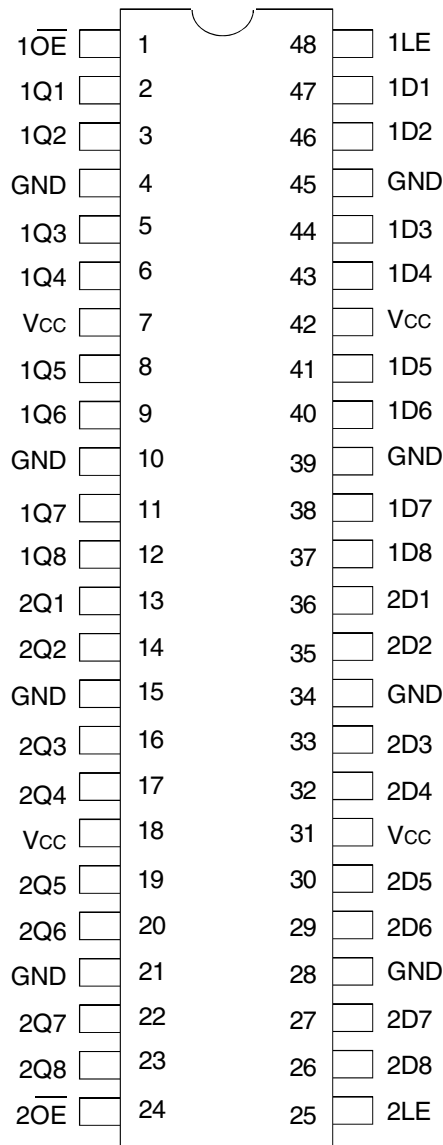 1O̅E̅ 1 48 1LE
1Q1 2 47 1D1
1Q2 3 46 1D2
GND 4 45 GND
1Q3 5 44 1D3
1Q4 6 43 1D4
VCC 7 42 VCC
1Q5 8 41 1D5
1Q6 9 40 1D6
GND 10 39 GND
1Q7 11 38 1D7
1Q8 12 37 1D8
2Q1 13 36 2D1
2Q2 14 35 2D2
GND 15 34 GND
2Q3 16 33 2D3
2Q4 17 32 2D4
VCC 18 31 VCC
2Q5 19 30 2D5
2Q6 20 29 2D6
GND 21 28 GND
2Q7 22 27 2D7
2Q8 23 26 2D8
2O̅E̅ 24 25 2LE